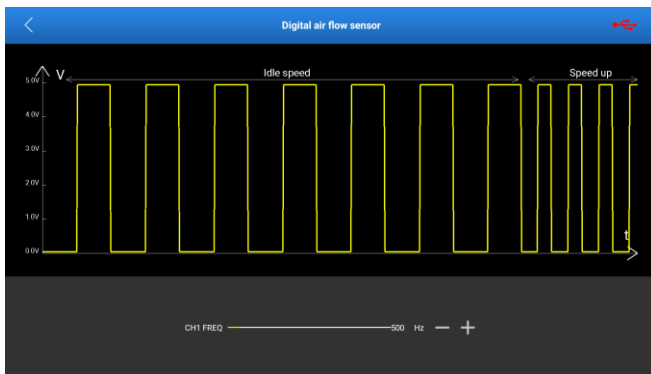 Digital air flow sensor
V
Idle speed
Speed up
5.0V
4.0V
3.0V
2.0V
1.0V
0.0V
t
CH1 FREQ 500 Hz